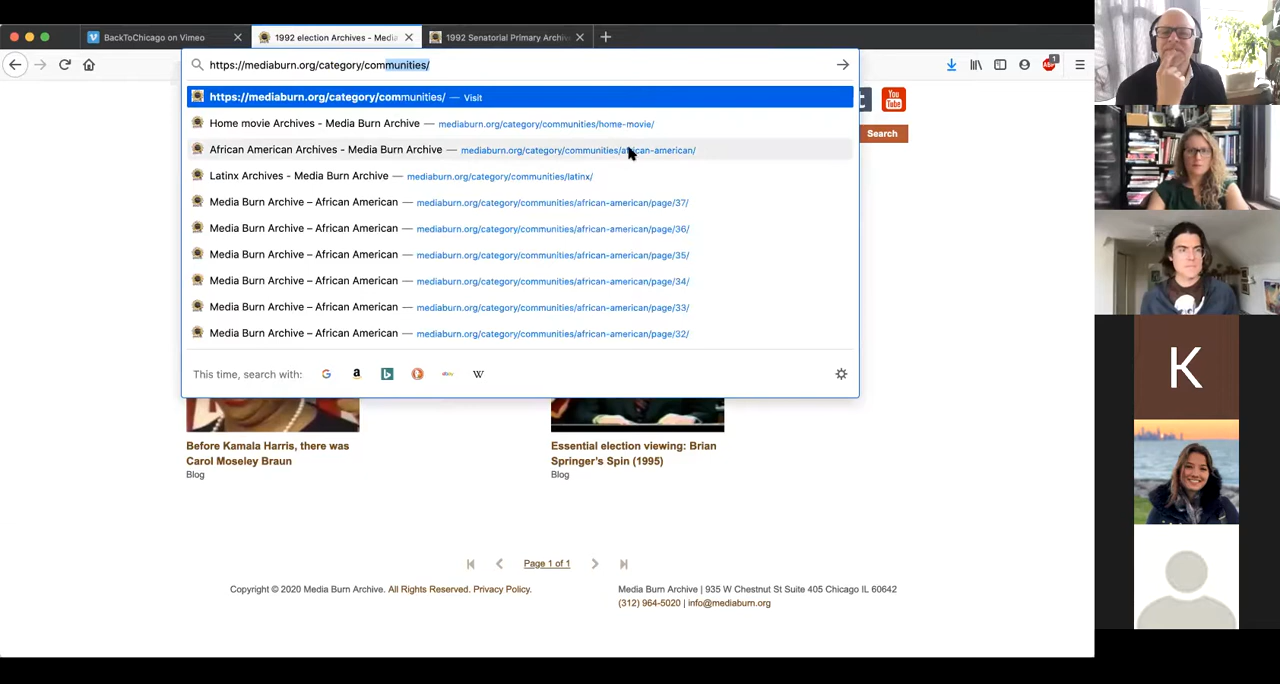 BackToChicago on Vimeo
1992 election Archives - Media
1992 Senatorial Primary Archiv
https://mediaburn.org/category/communities/
https://mediaburn.org/category/communities/ — Visit
Home movie Archives - Media Burn Archive — mediaburn.org/category/communities/home-movie/
African American Archives - Media Burn Archive — mediaburn.org/category/communities/african-american/
Latinx Archives - Media Burn Archive — mediaburn.org/category/communities/latinx/
Media Burn Archive – African American — mediaburn.org/category/communities/african-american/page/37/
Media Burn Archive – African American — mediaburn.org/category/communities/african-american/page/36/
Media Burn Archive – African American — mediaburn.org/category/communities/african-american/page/35/
Media Burn Archive – African American — mediaburn.org/category/communities/african-american/page/34/
Media Burn Archive – African American — mediaburn.org/category/communities/african-american/page/33/
Media Burn Archive – African American — mediaburn.org/category/communities/african-american/page/32/
This time, search with: G a b ebay W
You Tube
Search
ABP 1
Before Kamala Harris, there was
Carol Moseley Braun
Blog
Essential election viewing: Brian
Springer's Spin (1995)
Blog
Page 1 of 1
Copyright © 2020 Media Burn Archive. All Rights Reserved. Privacy Policy.
Media Burn Archive | 935 W Chestnut St Suite 405 Chicago IL 60642
(312) 964-5020 | info@mediaburn.org
K